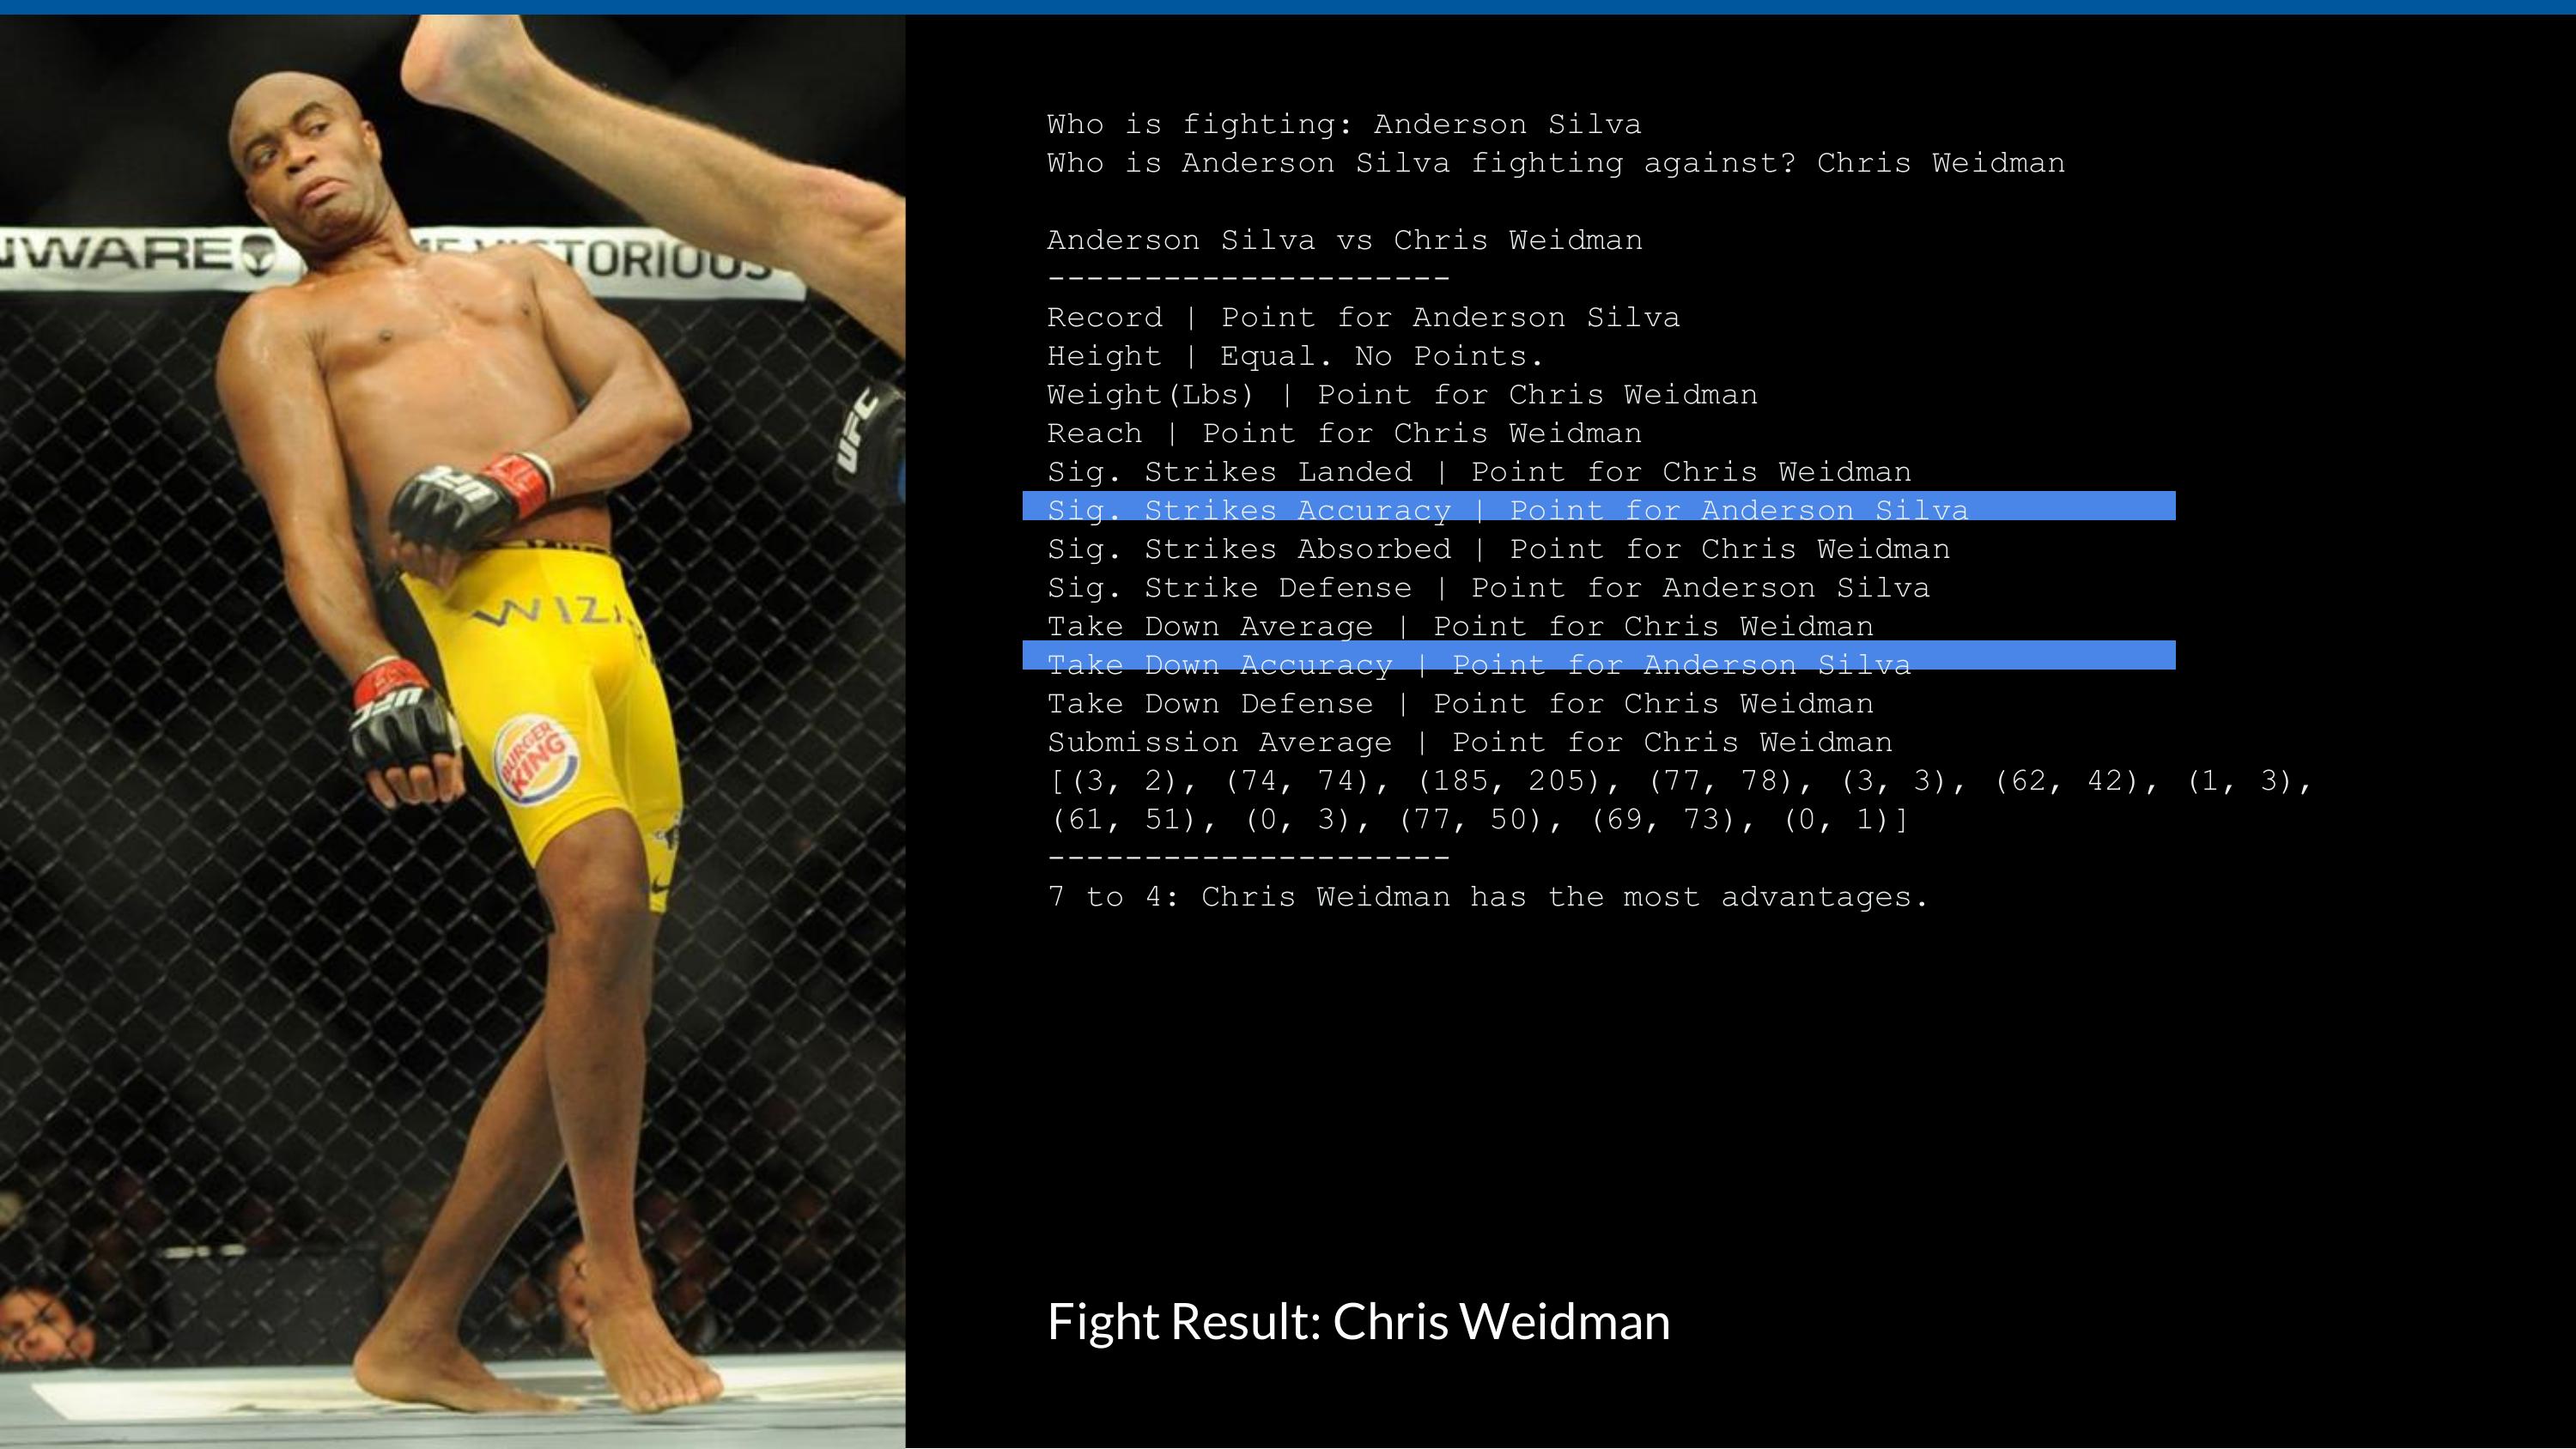 NWARE
TORIOUS
UFC
UFC
UFC
WIZA
BURGER
KING
Who is fighting: Anderson Silva
Who is Anderson Silva fighting against? Chris Weidman
Anderson Silva vs Chris Weidman
---------------------
Record | Point for Anderson Silva
Height | Equal. No Points.
Weight(Lbs) | Point for Chris Weidman
Reach | Point for Chris Weidman
Sig. Strikes Landed | Point for Chris Weidman
Sig. Strikes Accuracy | Point for Anderson Silva
Sig. Strikes Absorbed | Point for Chris Weidman
Sig. Strike Defense | Point for Anderson Silva
Take Down Average | Point for Chris Weidman
Take Down Accuracy | Point for Anderson Silva
Take Down Defense | Point for Chris Weidman
Submission Average | Point for Chris Weidman
[(3, 2), (74, 74), (185, 205), (77, 78), (3, 3), (62, 42), (1, 3),
(61, 51), (0, 3), (77, 50), (69, 73), (0, 1)]
---------------------
7 to 4: Chris Weidman has the most advantages.
Fight Result: Chris Weidman